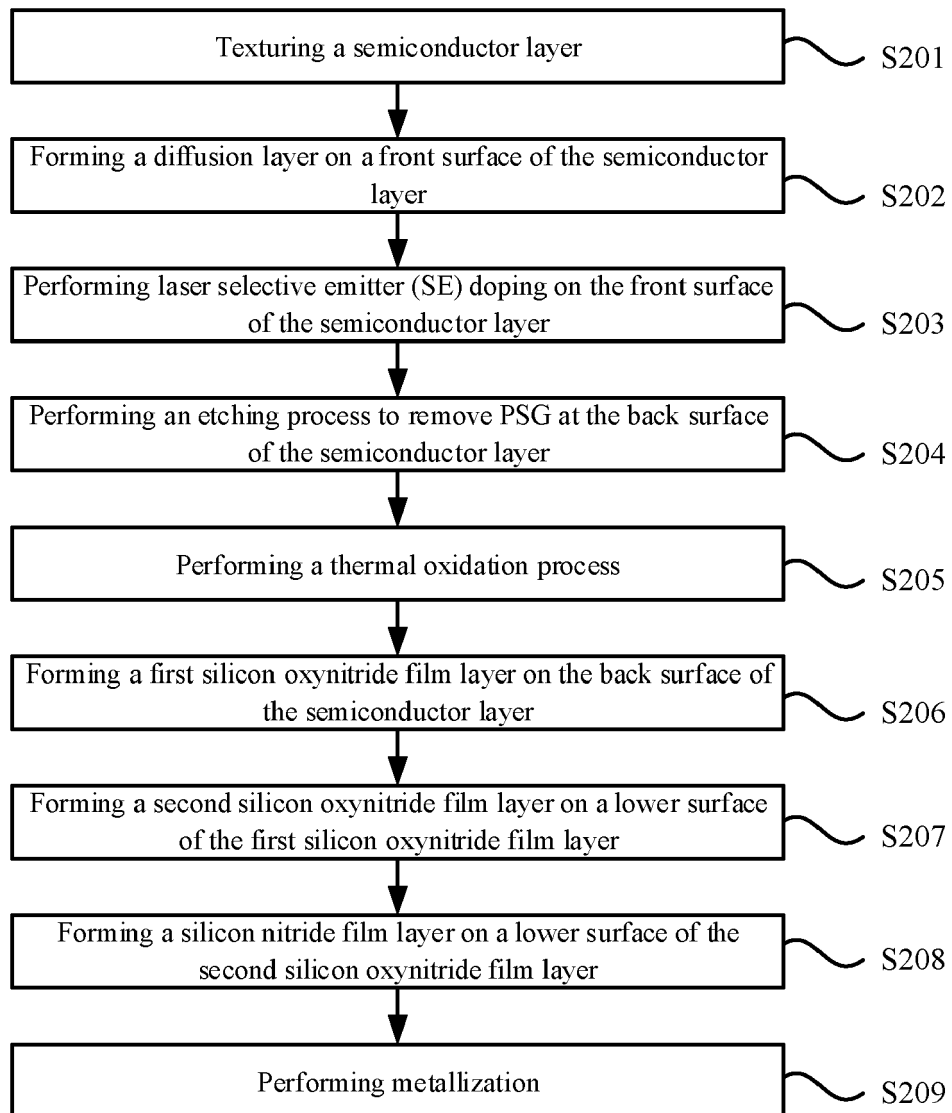 Texturing a semiconductor layer
S201
Forming a diffusion layer on a front surface of the semiconductor
layer
S202
Performing laser selective emitter (SE) doping on the front surface
of the semiconductor layer
S203
Performing an etching process to remove PSG at the back surface
of the semiconductor layer
S204
Performing a thermal oxidation process
S205
Forming a first silicon oxynitride film layer on the back surface of
the semiconductor layer
S206
Forming a second silicon oxynitride film layer on a lower surface
of the first silicon oxynitride film layer
S207
Forming a silicon nitride film layer on a lower surface of the
second silicon oxynitride film layer
S208
Performing metallization
S209